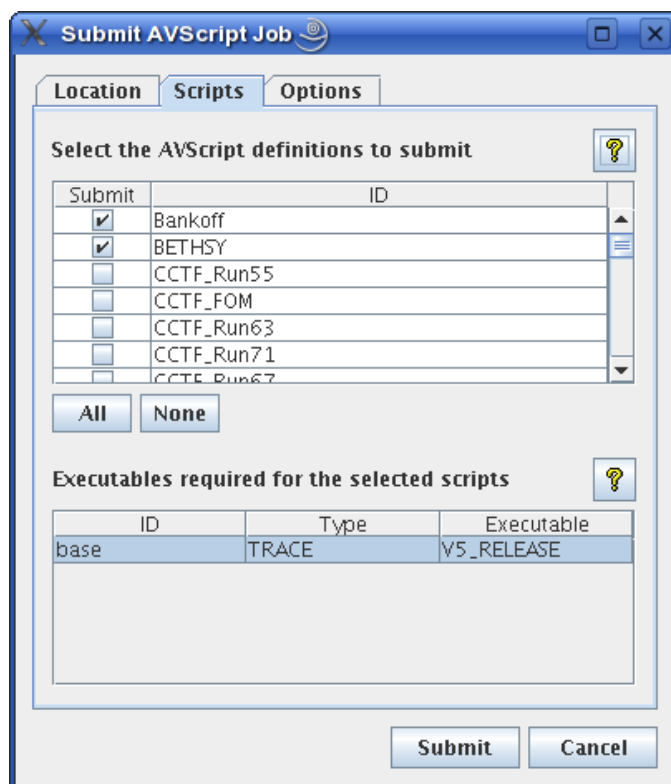 Submit AVScript Job
Location Scripts Options
Select the AVScript definitions to submit ?
Submit ID
Bankoff
BETHSY
CCTF_Run55
CCTF_FOM
CCTF_Run63
CCTF_Run71
CCTF_Run67
All None
Executables required for the selected scripts ?
ID Type Executable
base TRACE V5_RELEASE
Submit Cancel